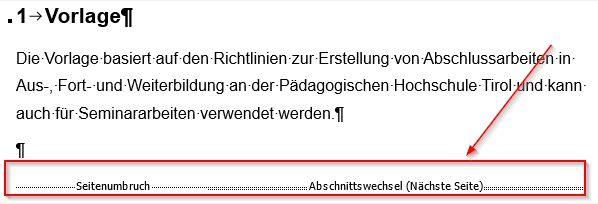 1→Vorlage¶
Die·Vorlage·basiert·auf·den·Richtlinien·zur·Erstellung·von·Abschlussarbeiten·in·
Aus-,·Fort-·und·Weiterbildung·an·der·Pädagogischen·Hochschule·Tirol·und·kann·
auch·für·Seminararbeiten·verwendet·werden.¶
¶
Seitenumbruch Abschnittswechsel (Nächste Seite)